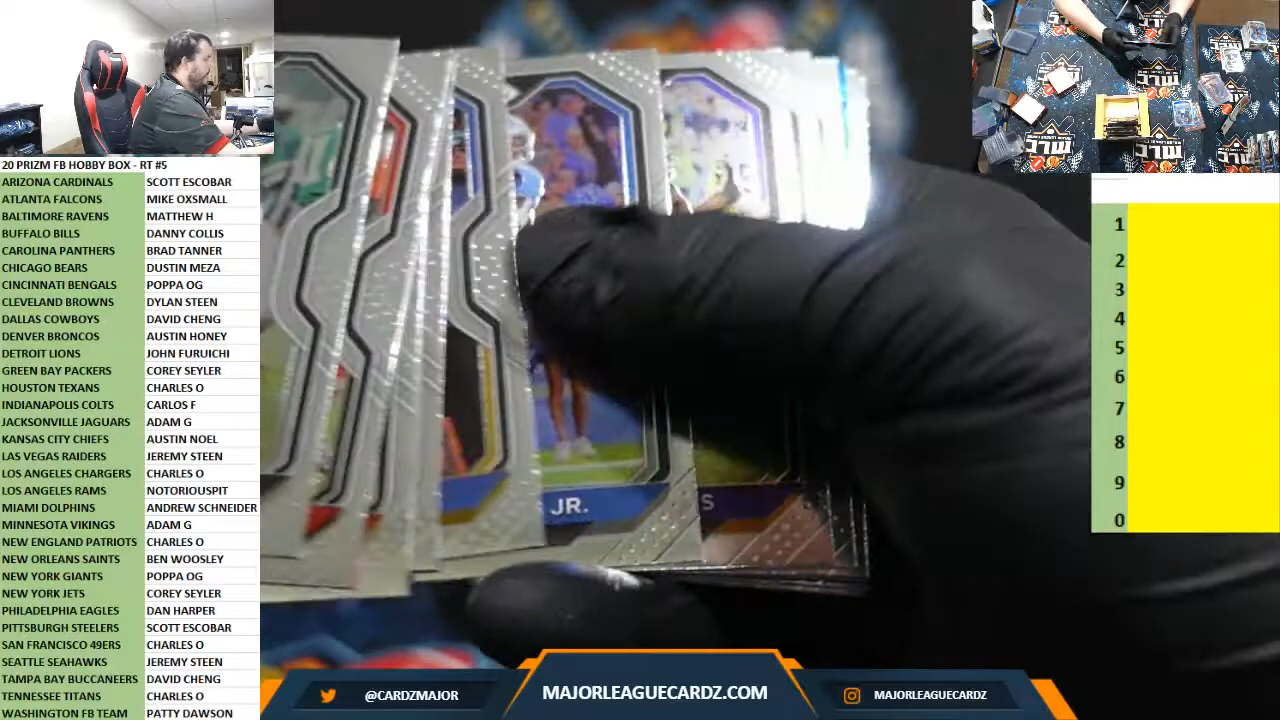 20 PRIZM FB HOBBY BOX - RT #5
ARIZONA CARDINALS SCOTT ESCOBAR
ATLANTA FALCONS MIKE OXSMALL
BALTIMORE RAVENS MATTHEW H
BUFFALO BILLS DANNY COLLIS
CAROLINA PANTHERS BRAD TANNER
CHICAGO BEARS DUSTIN MEZA
CINCINNATI BENGALS POPPA OG
CLEVELAND BROWNS DYLAN STEEN
DALLAS COWBOYS DAVID CHENG
DENVER BRONCOS AUSTIN HONEY
DETROIT LIONS JOHN FURUICHI
GREEN BAY PACKERS COREY SEYLER
HOUSTON TEXANS CHARLES O
INDIANAPOLIS COLTS CARLOS F
JACKSONVILLE JAGUARS ADAM G
KANSAS CITY CHIEFS AUSTIN NOEL
LAS VEGAS RAIDERS JEREMY STEEN
LOS ANGELES CHARGERS CHARLES O
LOS ANGELES RAMS NOTORIOUSPIT
MIAMI DOLPHINS ANDREW SCHNEIDER
MINNESOTA VIKINGS ADAM G
NEW ENGLAND PATRIOTS CHARLES O
NEW ORLEANS SAINTS BEN WOOSLEY
NEW YORK GIANTS POPPA OG
NEW YORK JETS COREY SEYLER
PHILADELPHIA EAGLES DAN HARPER
PITTSBURGH STEELERS SCOTT ESCOBAR
SAN FRANCISCO 49ERS CHARLES O
SEATTLE SEAHAWKS JEREMY STEEN
TAMPA BAY BUCCANEERS DAVID CHENG
TENNESSEE TITANS CHARLES O
WASHINGTON FB TEAM PATTY DAWSON
JR.
S
1
2
3
4
5
6
7
8
9
0
@CARDZMAJOR
MAJORLEAGUECARDZ.COM
MAJORLEAGUECARDZ